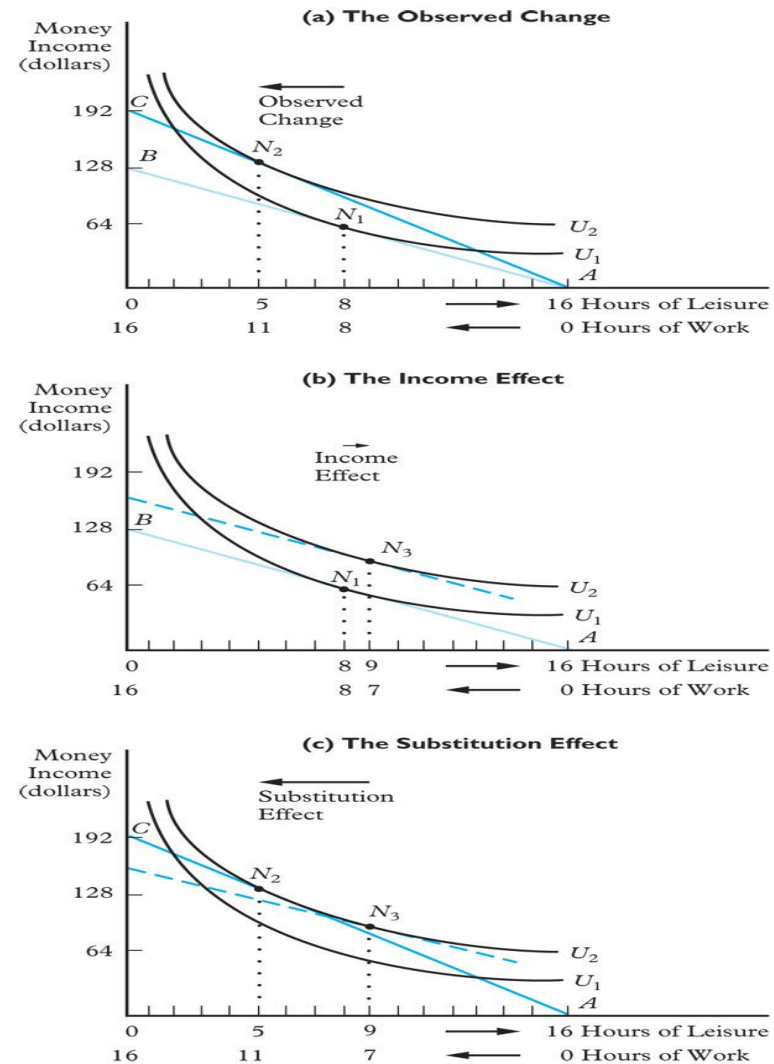 (a) The Observed Change
Money
Income
(dollars)
Observed
Change
C
192
N2
B
128
N1
64
U2
U1
A
0 5 8 16 Hours of Leisure
16 11 8 0 Hours of Work
(b) The Income Effect
Money
Income
(dollars)
Income
Effect
192
B
128
N3
N1
64
U2
U1
A
0 8 9 16 Hours of Leisure
16 8 7 0 Hours of Work
(c) The Substitution Effect
Money
Income
(dollars)
Substitution
Effect
C
192
N2
128
N3
64
U2
U1
A
0 5 9 16 Hours of Leisure
16 11 7 0 Hours of Work